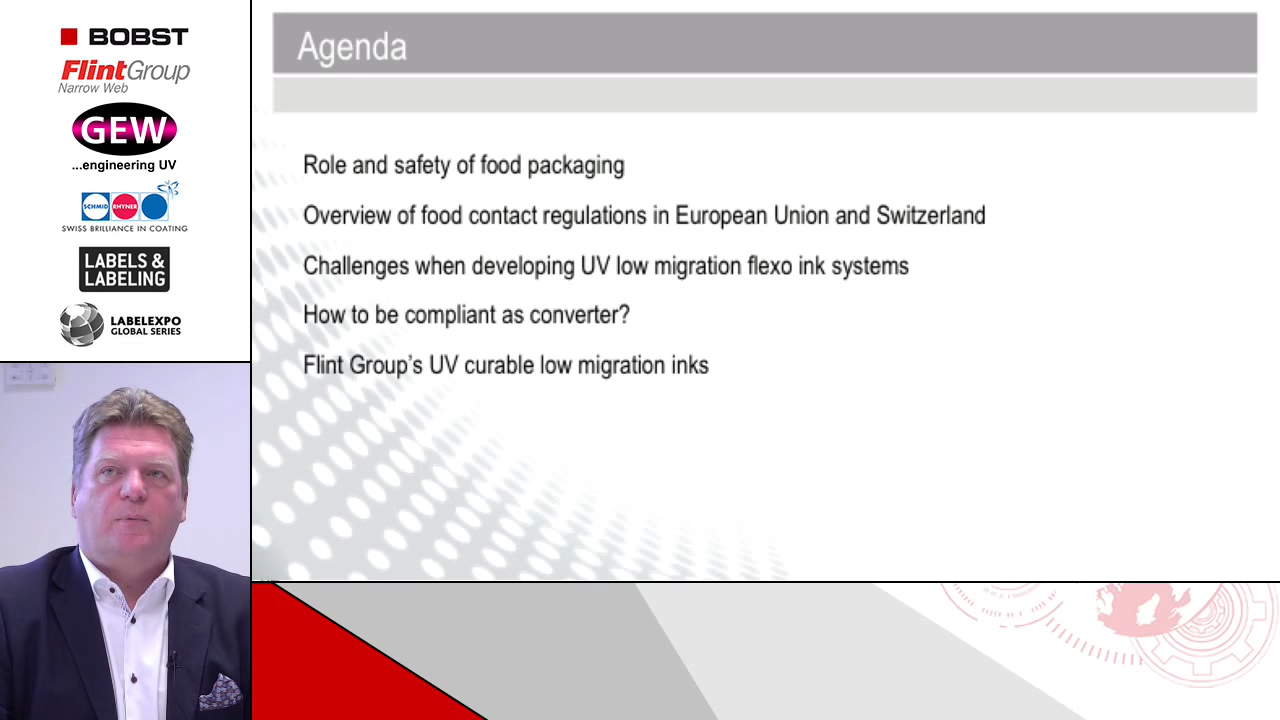 BOBST
FlintGroup
Narrow Web
GEW
...engineering UV
SCHMID
RHYNER
SWISS BRILLIANCE IN COATING
LABELS &
LABELING
LABELEXPO
GLOBAL SERIES
Agenda
Role and safety of food packaging
Overview of food contact regulations in European Union and Switzerland
Challenges when developing UV low migration flexo ink systems
How to be compliant as converter?
Flint Group's UV curable low migration inks